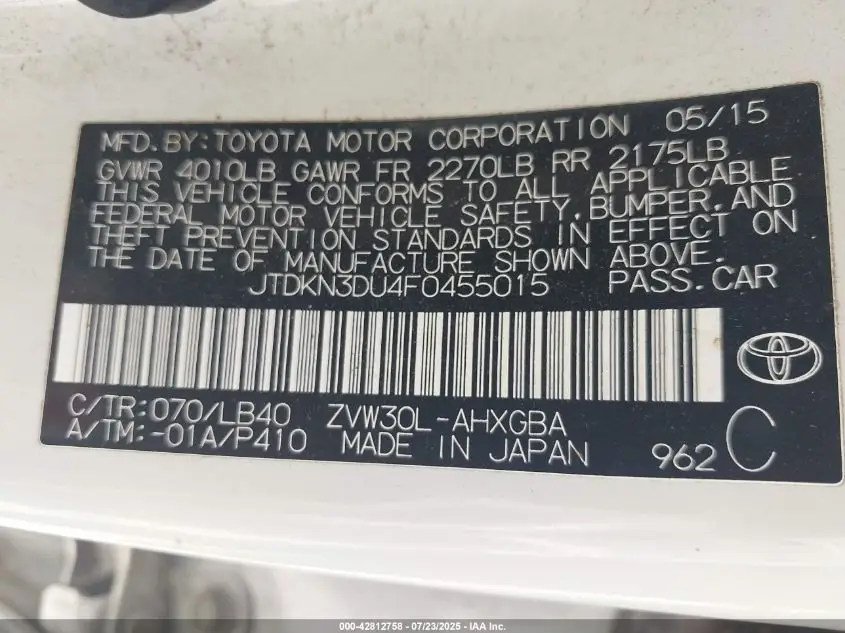 MFD. BY: TOYOTA MOTOR CORPORATION 05/15
GVWR 4010LB GAWR FR 2270LB RR 2175LB
THIS VEHICLE CONFORMS TO ALL APPLICABLE
FEDERAL MOTOR VEHICLE SAFETY, BUMPER, AND
THEFT PREVENTION STANDARDS IN EFFECT ON
THE DATE OF MANUFACTURE SHOWN ABOVE.
JTDKN3DU4F0455015 PASS. CAR
C/TR: 070/LB40 ZVW30L-AHXGBA
A/TM: -01A/P410 MADE IN JAPAN 962 C
000-42812758 - 07/23/2025 - IAA Inc.